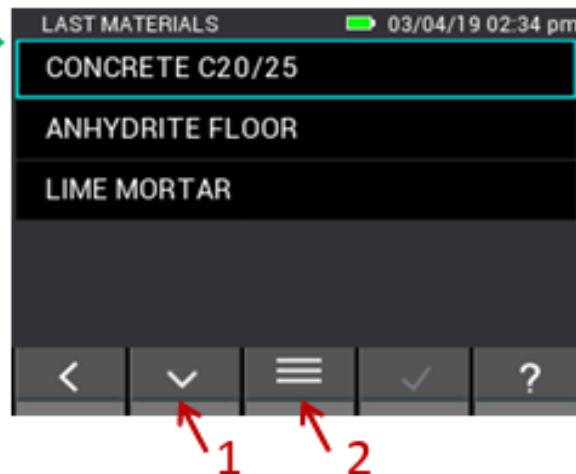 LAST MATERIALS 03/04/19 02:34 pm
CONCRETE C20/25
ANHYDRITE FLOOR
LIME MORTAR
?
1 2